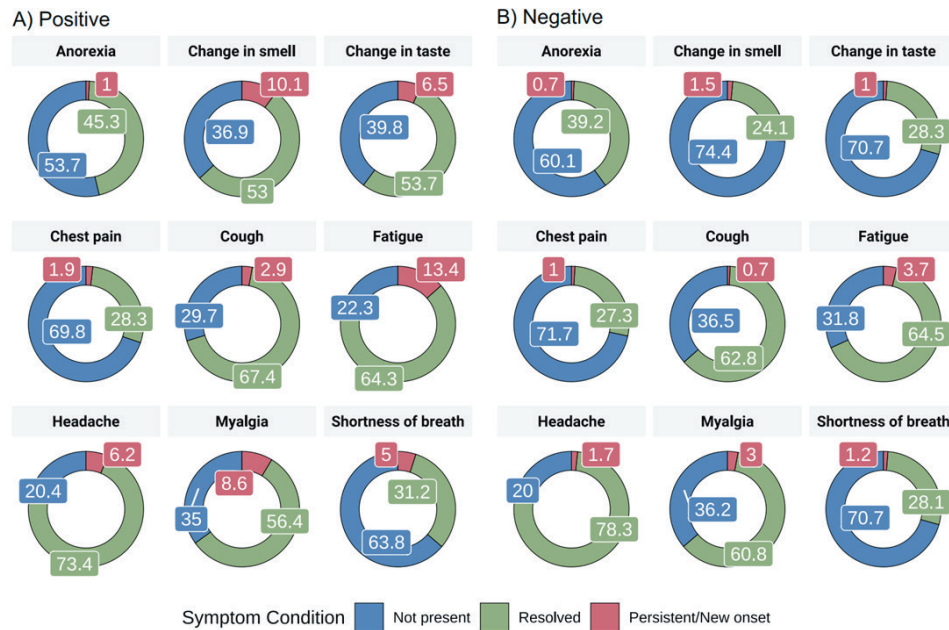 A) Positive
B) Negative
Anorexia
Change in smell
Change in taste
Anorexia
Change in smell
Change in taste
1
45.3
53.7
10.1
36.9
53
6.5
39.8
53.7
0.7
39.2
60.1
1.5
24.1
74.4
1
28.3
70.7
Chest pain
Cough
Fatigue
Chest pain
Cough
Fatigue
1.9
28.3
69.8
2.9
29.7
67.4
13.4
22.3
64.3
1
27.3
71.7
0.7
36.5
62.8
3.7
31.8
64.5
Headache
Myalgia
Shortness of breath
Headache
Myalgia
Shortness of breath
6.2
20.4
73.4
8.6
35
56.4
5
31.2
63.8
1.7
20
78.3
3
36.2
60.8
1.2
28.1
70.7
Symptom Condition Not present Resolved Persistent/New onset